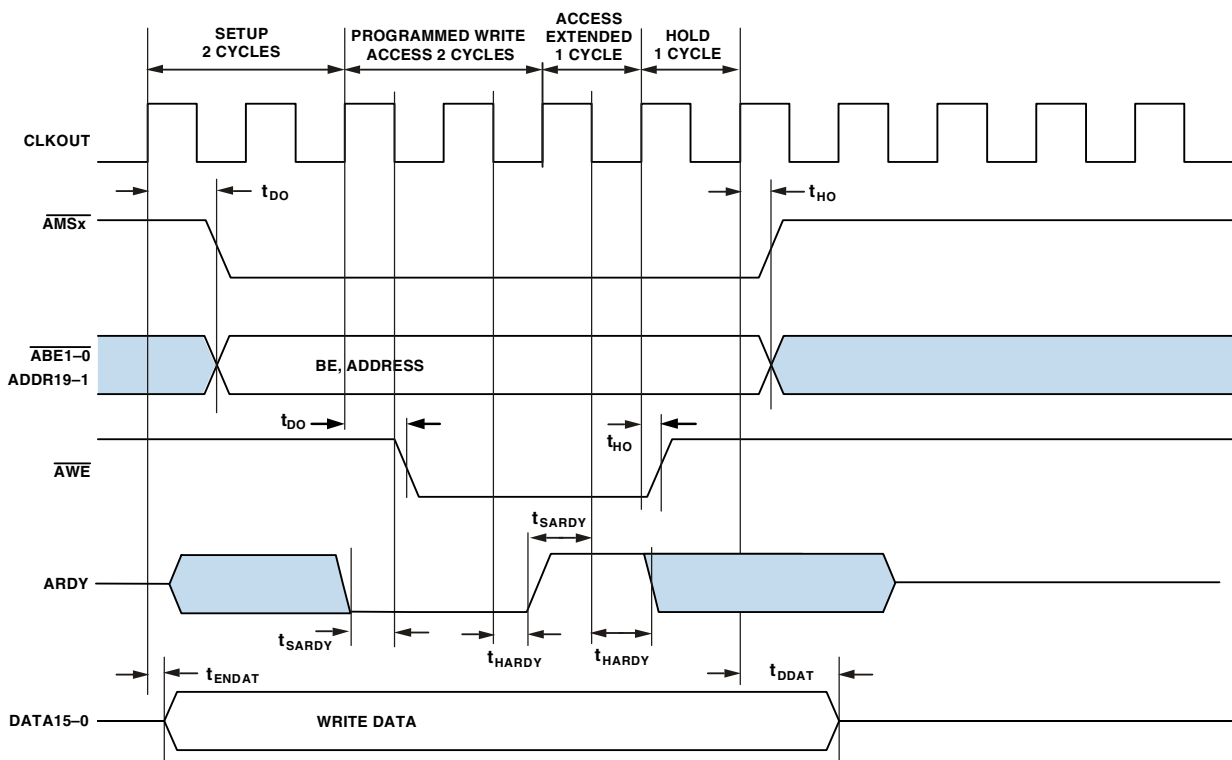 SETUP
2 CYCLES
PROGRAMMED WRITE
ACCESS 2 CYCLES
ACCESS
EXTENDED
1 CYCLE
HOLD
1 CYCLE
CLKOUT
tDO
tHO
AMSx
ABE1–0
ADDR19–1
BE, ADDRESS
tDO
tHO
AWE
tSARDY
ARDY
tSARDY
tHARDY
tHARDY
tENDAT
tDDAT
DATA15–0
WRITE DATA